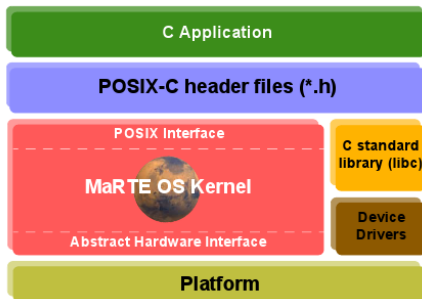 C Application
POSIX-C header files (*.h)
POSIX Interface
MaRTE OS Kernel
Abstract Hardware Interface
C standard
library (libc)
Device
Drivers
Platform